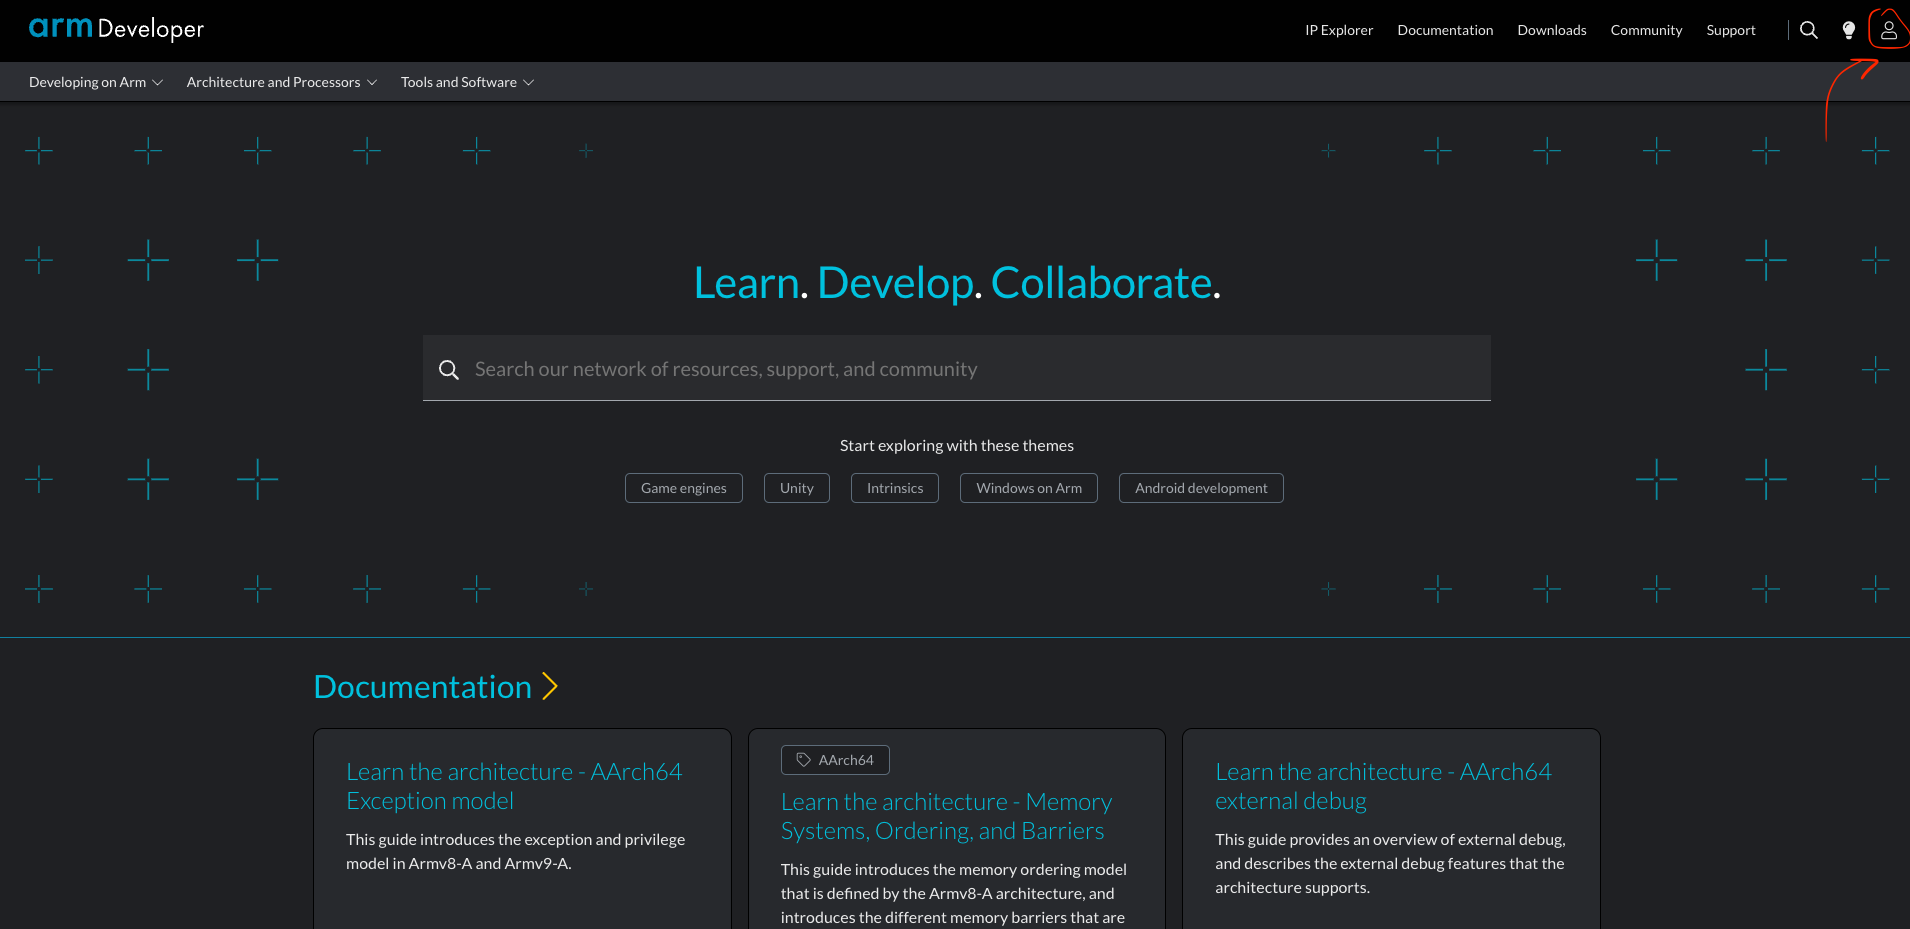 arm Developer
IP Explorer Documentation Downloads Community Support
Developing on Arm Architecture and Processors Tools and Software
Learn. Develop. Collaborate.
Search our network of resources, support, and community
Start exploring with these themes
Game engines Unity Intrinsics Windows on Arm Android development
Documentation
Learn the architecture - AArch64
Exception model
This guide introduces the exception and privilege
model in Armv8-A and Armv9-A.
AArch64
Learn the architecture - Memory
Systems, Ordering, and Barriers
This guide introduces the memory ordering model
that is defined by the Armv8-A architecture, and
introduces the different memory barriers that are
Learn the architecture - AArch64
external debug
This guide provides an overview of external debug,
and describes the external debug features that the
architecture supports.